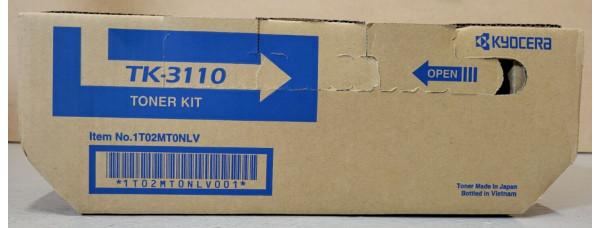 KYOCERA
TK-3110
OPEN
TONER KIT
Item No.1T02MT0NLV
*1T02MT0NLV001*
Toner Made In Japan
Bottled in Vietnam